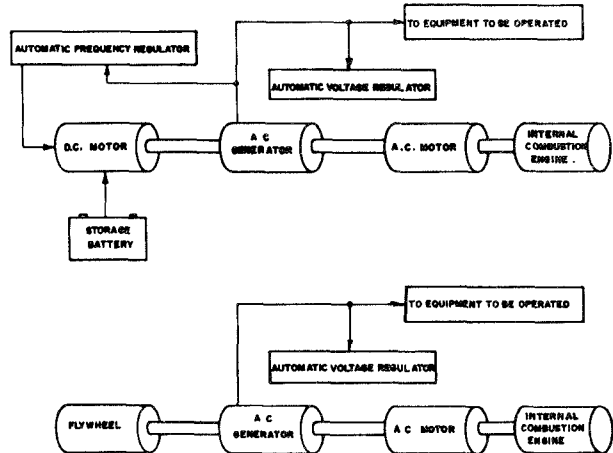 TO EQUIPMENT TO BE OPERATED
AUTOMATIC FREQUENCY REGULATOR
AUTOMATIC VOLTAGE REGULATOR
D.C. MOTOR
A C
GENERATOR
A.C. MOTOR
INTERNAL
COMBUSTION
ENGINE.
STORAGE
BATTERY
TO EQUIPMENT TO BE OPERATED
AUTOMATIC VOLTAGE REGULATOR
FLYWHEEL
A C
GENERATOR
A C MOTOR
INTERNAL
COMBUSTION
ENGINE